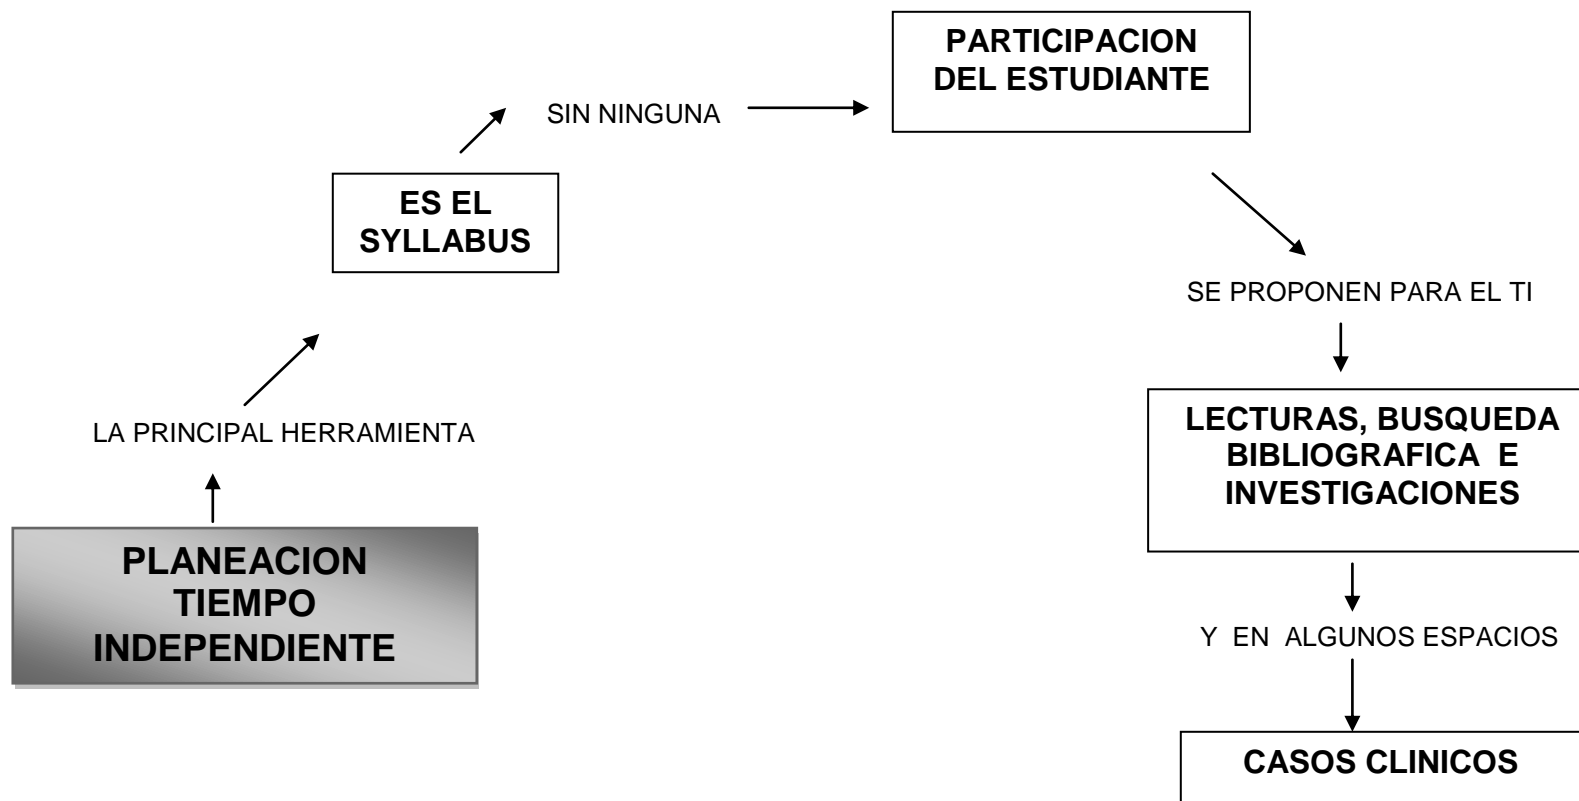 PLANEACION
TIEMPO
INDEPENDIENTE
LA PRINCIPAL HERRAMIENTA
ES EL
SYLLABUS
SIN NINGUNA
PARTICIPACION
DEL ESTUDIANTE
SE PROPONEN PARA EL TI
LECTURAS, BUSQUEDA
BIBLIOGRAFICA E
INVESTIGACIONES
Y EN ALGUNOS ESPACIOS
CASOS CLINICOS